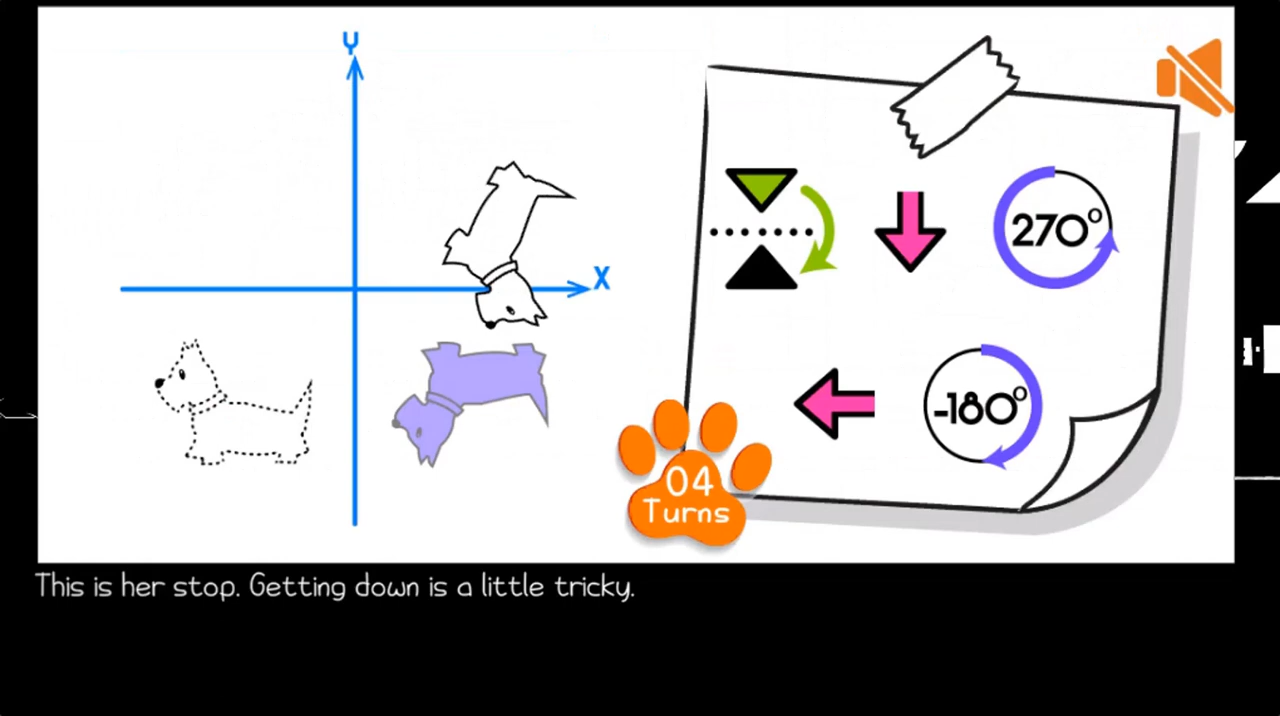 Y
X
270°
-180°
04
Turns
This is her stop. Getting down is a little tricky.